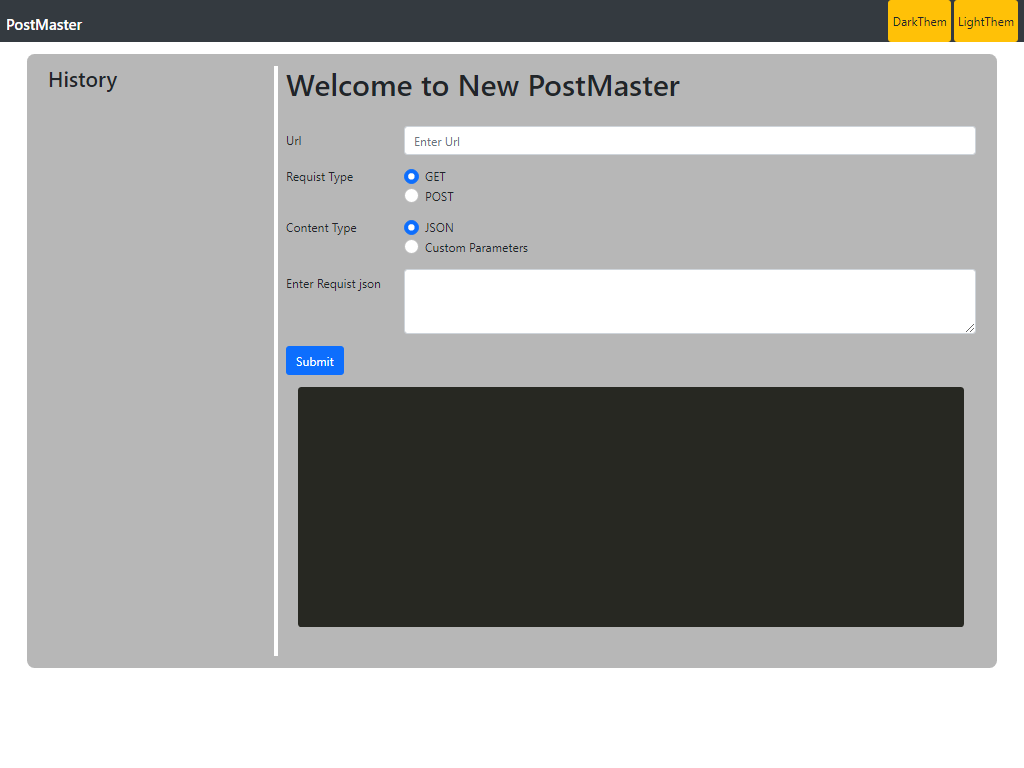 PostMaster
DarkThem
LightThem
History
Welcome to New PostMaster
Url
Enter Url
Requist Type
GET
POST
Content Type
JSON
Custom Parameters
Enter Requist json
Submit